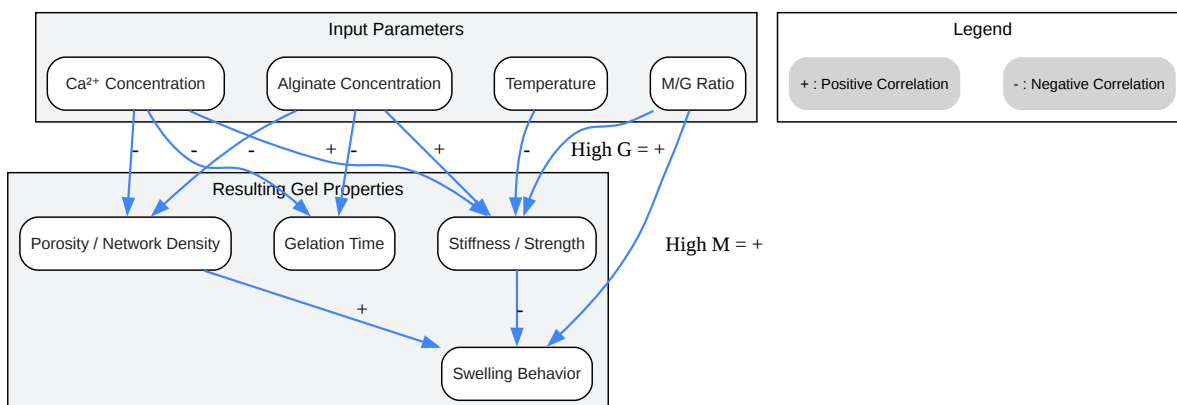 Input Parameters
Legend
Ca²⁺ Concentration
Alginate Concentration
Temperature
M/G Ratio
+ : Positive Correlation
- : Negative Correlation
-
-
-
+
-
+
-
High G = +
Resulting Gel Properties
Porosity / Network Density
Gelation Time
Stiffness / Strength
High M = +
+
-
Swelling Behavior